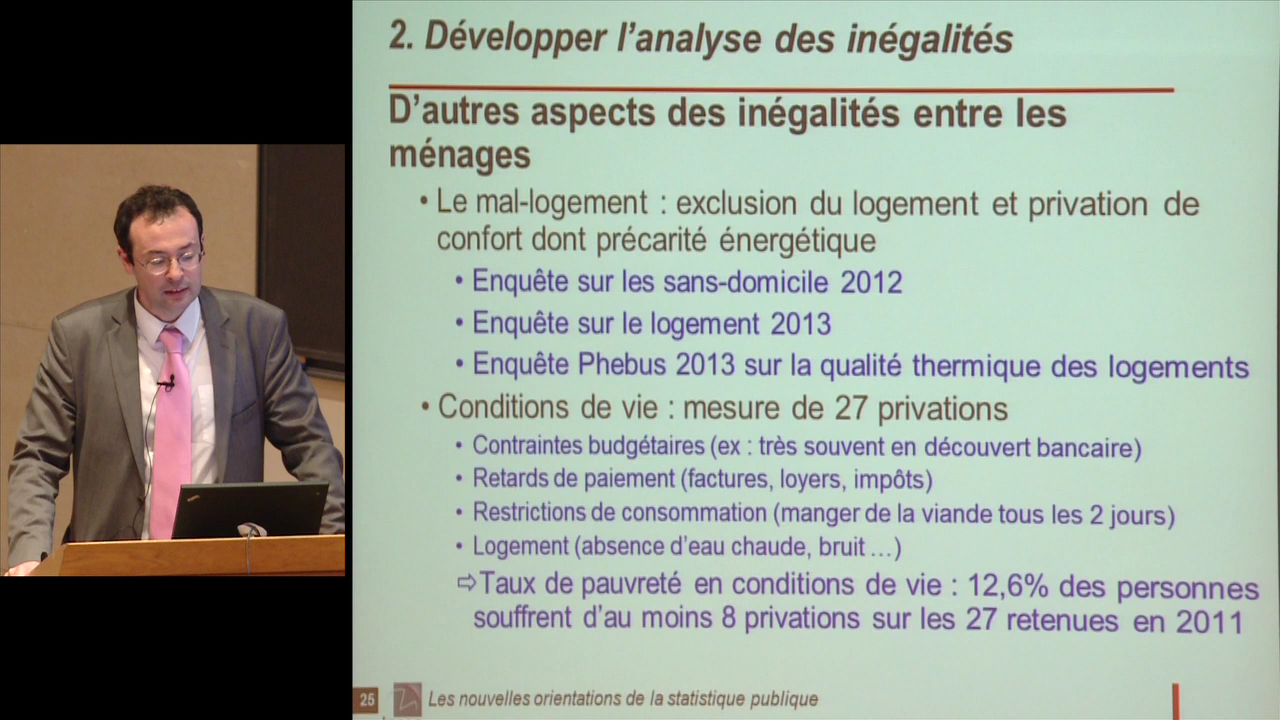 2. Développer l'analyse des inégalités
D'autres aspects des inégalités entre les
ménages
• Le mal-logement : exclusion du logement et privation de
confort dont précarité énergétique
• Enquête sur les sans-domicile 2012
• Enquête sur le logement 2013
• Enquête Phebus 2013 sur la qualité thermique des logements
• Conditions de vie : mesure de 27 privations
• Contraintes budgétaires (ex : très souvent en découvert bancaire)
• Retards de paiement (factures, loyers, impôts)
• Restrictions de consommation (manger de la viande tous les 2 jours)
• Logement (absence d'eau chaude, bruit ...)
⇨Taux de pauvreté en conditions de vie : 12,6% des personnes
souffrent d'au moins 8 privations sur les 27 retenues en 2011
25 Les nouvelles orientations de la statistique publique